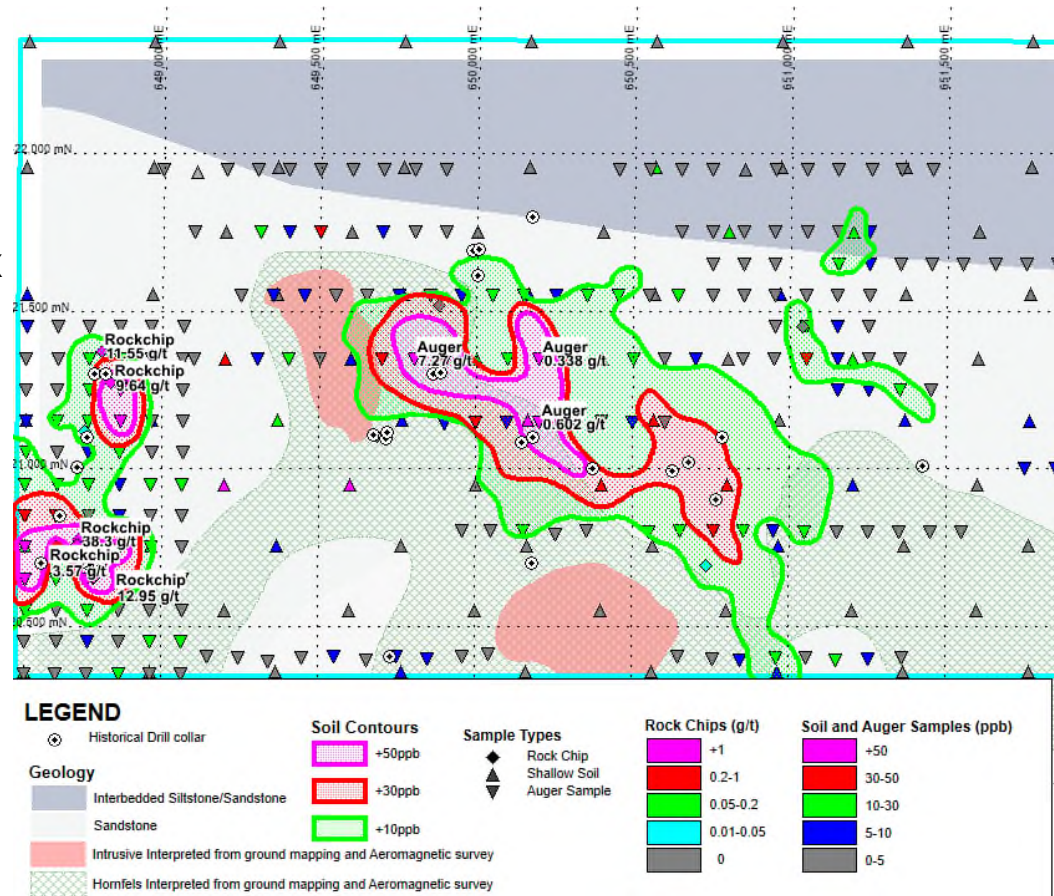 649,000 mE
649,500 mE
650,000 mE
650,500 mE
651,000 mE
651,500 mE
22,000 mN
21,500 mN
21,000 mN
20,500 mN
Rockchip
11.55 g/t
Rockchip
9.64 g/t
Auger
7.27 g/t
Auger
0.338 g/t
Auger
0.602 g/t
Rockchip
38.3 g/t
Rockchip
3.57 g/t
Rockchip
12.95 g/t
LEGEND
Historical Drill collar
Geology
Interbedded Siltstone/Sandstone
Sandstone
Intrusive Interpreted from ground mapping and Aeromagnetic survey
Hornfels Interpreted from ground mapping and Aeromagnetic survey
Soil Contours
+50ppb
+30ppb
+10ppb
Sample Types
Rock Chip
Shallow Soil
Auger Sample
Rock Chips (g/t)
+1
0.2-1
0.05-0.2
0.01-0.05
0
Soil and Auger Samples (ppb)
+50
30-50
10-30
5-10
0-5